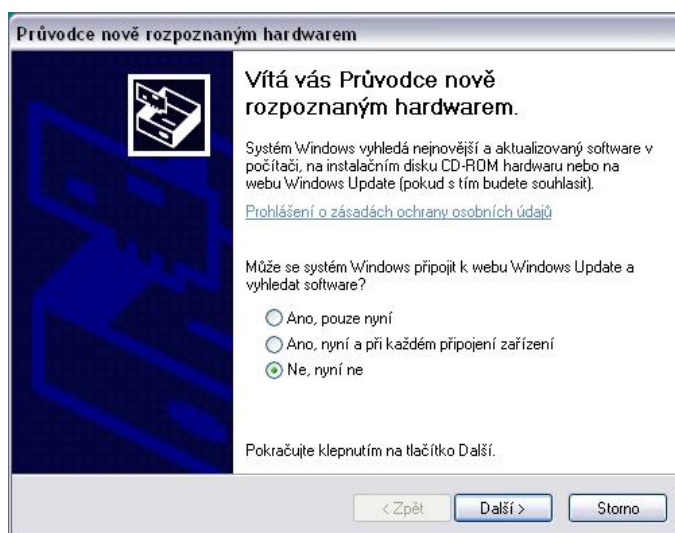 Průvodce nově rozpoznaným hardwarem
Vítá vás Průvodce nově
rozpoznaným hardwarem.
Systém Windows vyhledá nejnovější a aktualizovaný software v
počítači, na instalačním disku CD-ROM hardwaru nebo na
webu Windows Update (pokud s tím budete souhlasit).
Prohlášení o zásadách ochrany osobních údajů
Může se systém Windows připojit k webu Windows Update a
vyhledat software?
Ano, pouze nyní
Ano, nyní a při každém připojení zařízení
Ne, nyní ne
Pokračujte klepnutím na tlačítko Další.
< Zpět
Další >
Storno